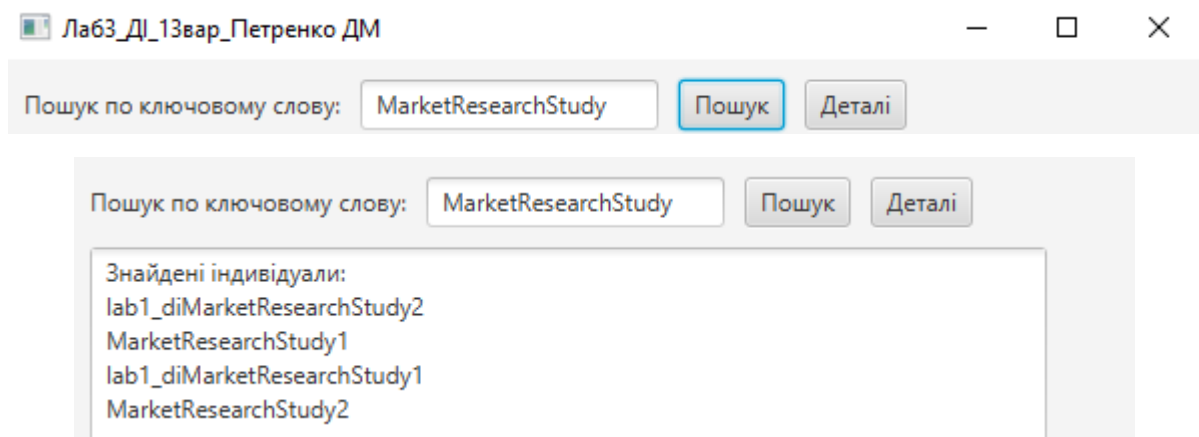 Лаб3_ДІ_13вар_Петренко ДМ
Пошук по ключовому слову: MarketResearchStudy Пошук Деталі
Пошук по ключовому слову: MarketResearchStudy Пошук Деталі
Знайдені індивідуали:
lab1_diMarketResearchStudy2
MarketResearchStudy1
lab1_diMarketResearchStudy1
MarketResearchStudy2